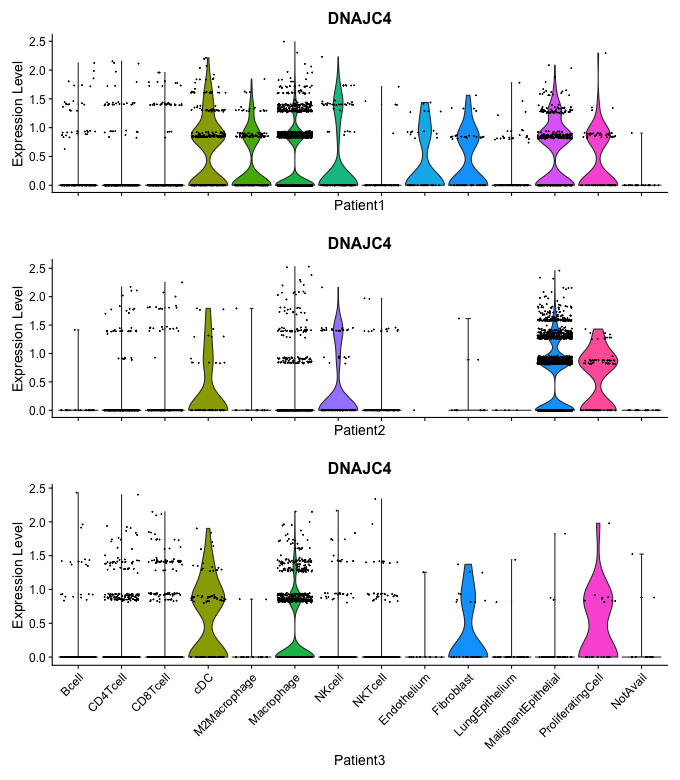 DNAJC4
Expression Level
2.5
2.0
1.5
1.0
0.5
0.0
Patient1
DNAJC4
Expression Level
2.5
2.0
1.5
1.0
0.5
0.0
Patient2
DNAJC4
Expression Level
2.5
2.0
1.5
1.0
0.5
0.0
Bcell
CD4Tcell
CD8Tcell
cDC
M2Macrophage
Macrophage
NKcell
NKTcell
Endothelium
Fibroblast
LungEpithelium
MalignantEpithelial
ProliferatingCell
NotAvail
Patient3